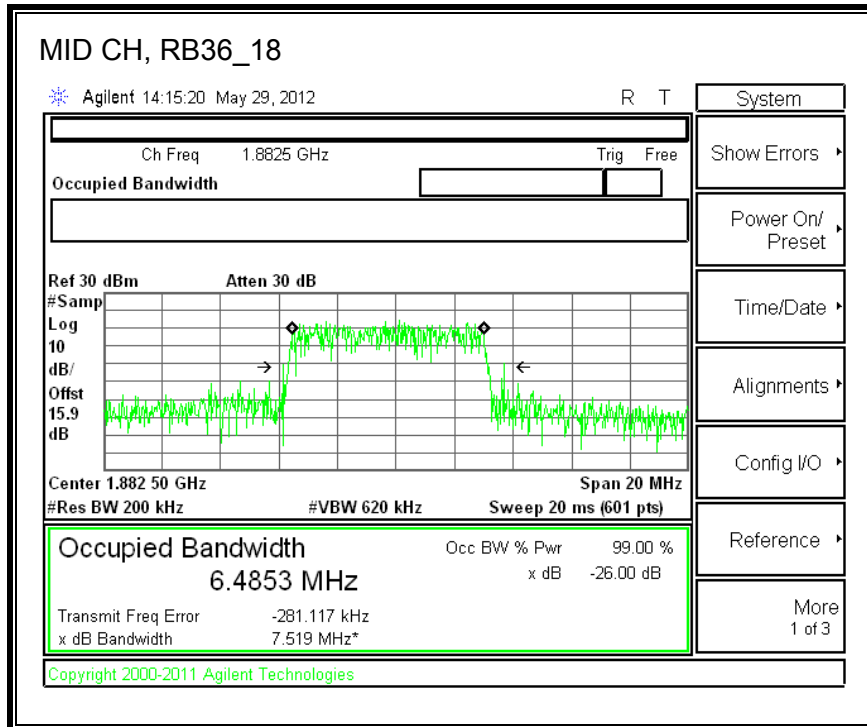 MID CH, RB36_18
Agilent 14:15:20 May 29, 2012 R T
System
Ch Freq 1.8825 GHz Trig Free
Occupied Bandwidth
Show Errors
Power On/
Preset
Time/Date
Alignments
Config I/O
Reference
More
1 of 3
Ref 30 dBm Atten 30 dB
#Samp
Log
10
dB/
Offst
15.9
dB
Center 1.882 50 GHz Span 20 MHz
#Res BW 200 kHz #VBW 620 kHz Sweep 20 ms (601 pts)
Occupied Bandwidth Occ BW % Pwr 99.00 %
6.4853 MHz x dB -26.00 dB
Transmit Freq Error -281.117 kHz
x dB Bandwidth 7.519 MHz*
Copyright 2000-2011 Agilent Technologies